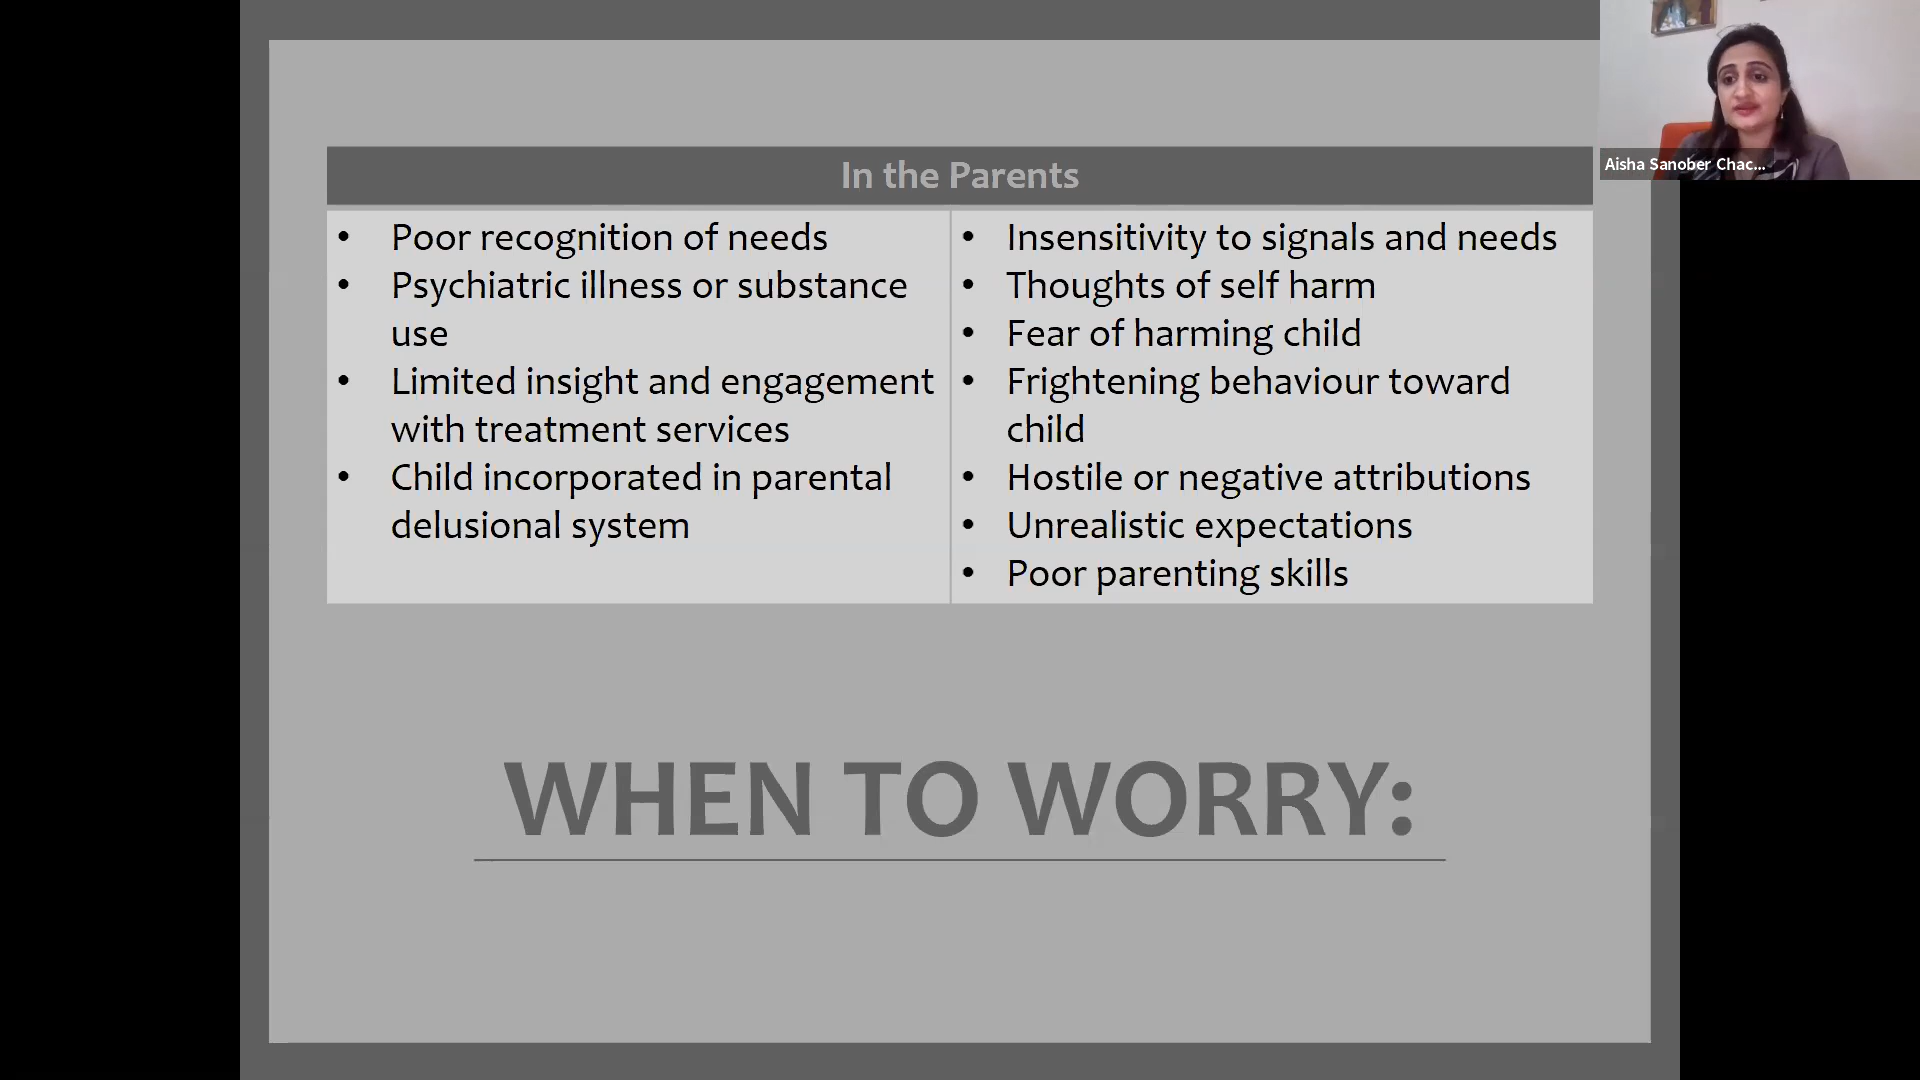 In the Parents
• Poor recognition of needs
• Psychiatric illness or substance
use
• Limited insight and engagement
with treatment services
• Child incorporated in parental
delusional system
• Insensitivity to signals and needs
• Thoughts of self harm
• Fear of harming child
• Frightening behaviour toward
child
• Hostile or negative attributions
• Unrealistic expectations
• Poor parenting skills
WHEN TO WORRY:
Aisha Sanober Chac...